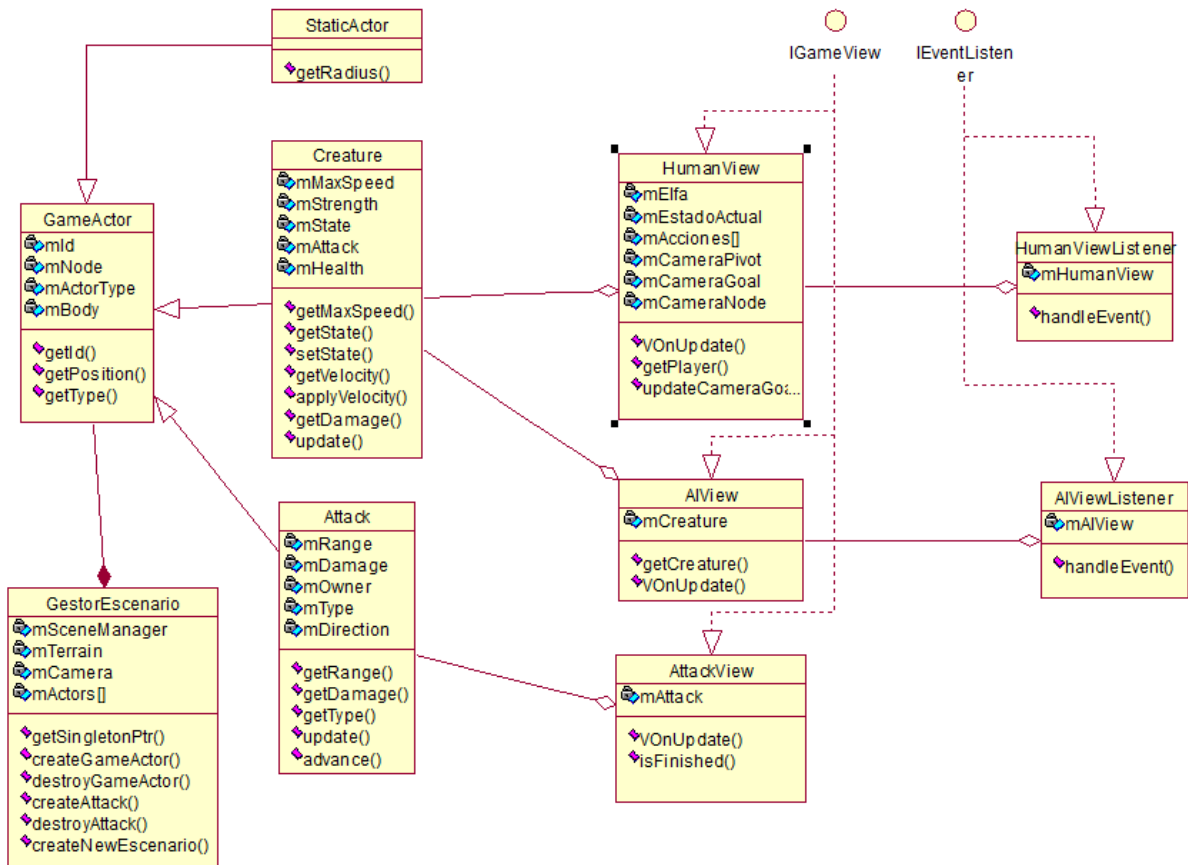 StaticActor
getRadius()
IGameView
IEventListen
er
Creature
mMaxSpeed
mStrength
mState
mAttack
mHealth
getMaxSpeed()
getState()
setState()
getVelocity()
applyVelocity()
getDamage()
update()
HumanView
mElfa
mEstadoActual
mAcciones[]
mCameraPivot
mCameraGoal
mCameraNode
VOnUpdate()
getPlayer()
updateCameraGoa...
HumanViewListener
mHumanView
handleEvent()
GameActor
mId
mNode
mActorType
mBody
getId()
getPosition()
getType()
AIView
mCreature
getCreature()
VOnUpdate()
AIViewListener
mAIView
handleEvent()
Attack
mRange
mDamage
mOwner
mType
mDirection
getRange()
getDamage()
getType()
update()
advance()
GestorEscenario
mSceneManager
mTerrain
mCamera
mActors[]
getSingletonPtr()
createGameActor()
destroyGameActor()
createAttack()
destroyAttack()
createNewEscenario()
AttackView
mAttack
VOnUpdate()
isFinished()